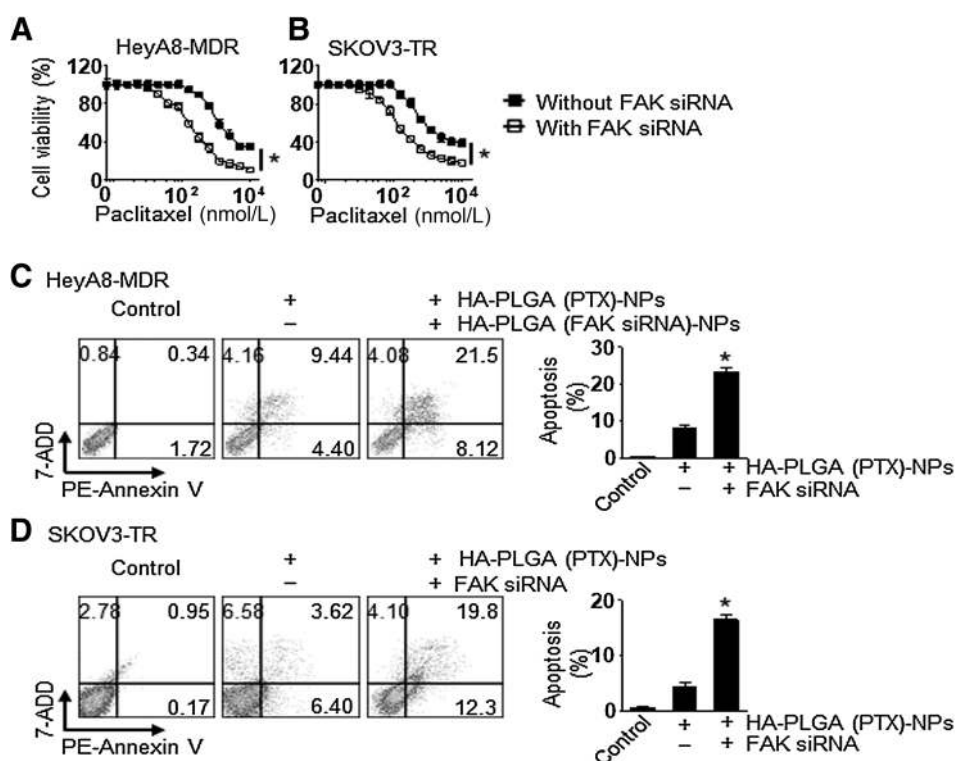 A
HeyA8-MDR
Cell viability (%)
120
80
40
0
0 10² 10⁴
Paclitaxel (nmol/L)
*
B
SKOV3-TR
120
80
40
0
0 10² 10⁴
Paclitaxel (nmol/L)
*
Without FAK siRNA
With FAK siRNA
C
HeyA8-MDR
Control + + HA-PLGA (PTX)-NPs
− + HA-PLGA (FAK siRNA)-NPs
0.84 0.34 4.16 9.44 4.08 21.5
1.72 4.40 8.12
7-ADD
PE-Annexin V
Apoptosis (%)
30
20
10
0
*
Control + + HA-PLGA (PTX)-NPs
− + FAK siRNA
D
SKOV3-TR
Control + + HA-PLGA (PTX)-NPs
− + FAK siRNA
2.78 0.95 6.58 3.62 4.10 19.8
0.17 6.40 12.3
7-ADD
PE-Annexin V
Apoptosis (%)
20
10
0
*
Control + + HA-PLGA (PTX)-NPs
− + FAK siRNA